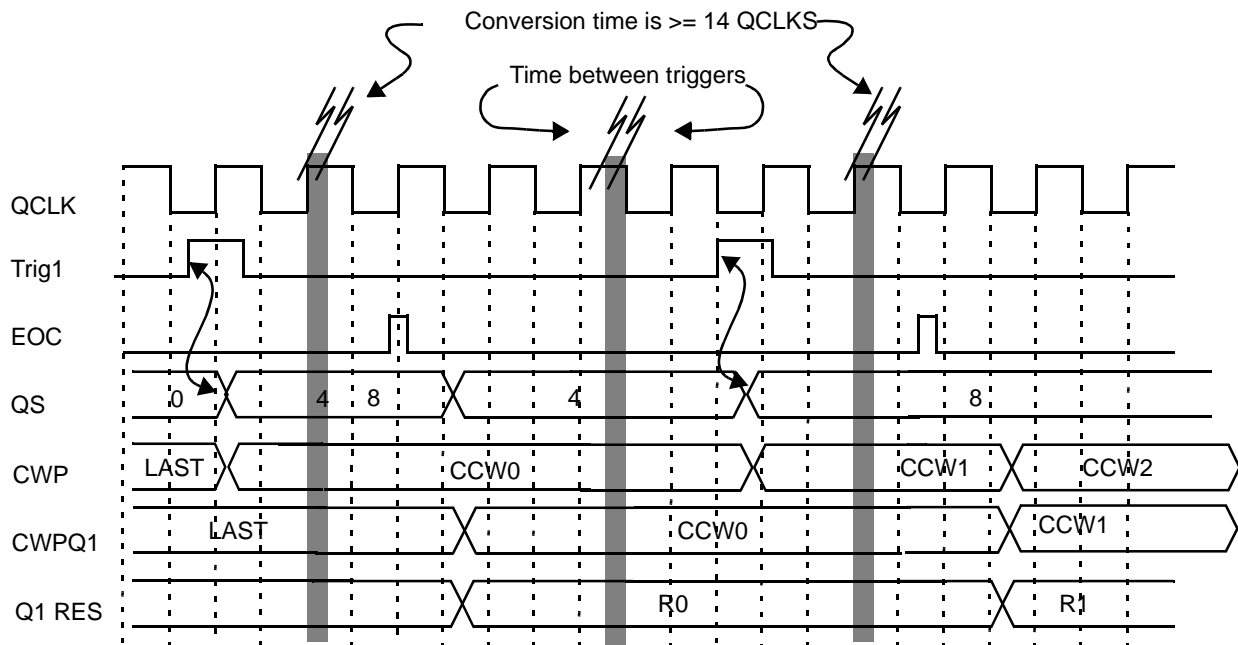 Conversion time is >= 14 QCLKS
Time between triggers
QCLK
Trig1
EOC
QS 0 4 8 4 8
CWP LAST CCW0 CCW1 CCW2
CWPQ1 LAST CCW0 CCW1
Q1 RES R0 R1